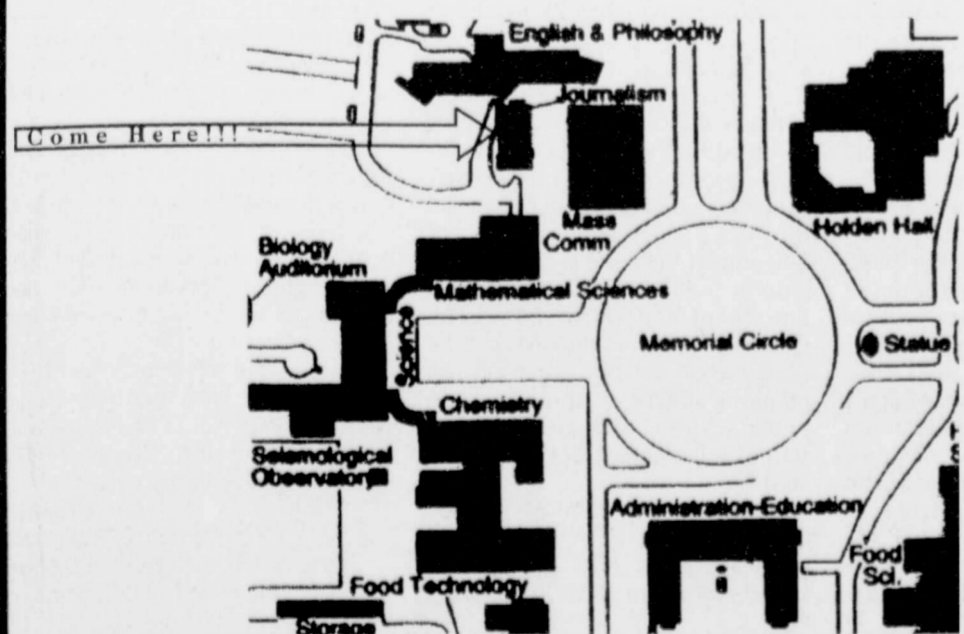 English & Philosophy
Journalism
Come Here!!!
Mass
Comm
Holden Hall
Biology
Auditorium
Mathematical Sciences
Science
Memorial Circle
Statue
Chemistry
Seismological
Observatory
Administration-Education
Food
Sci.
Food Technology
Storage